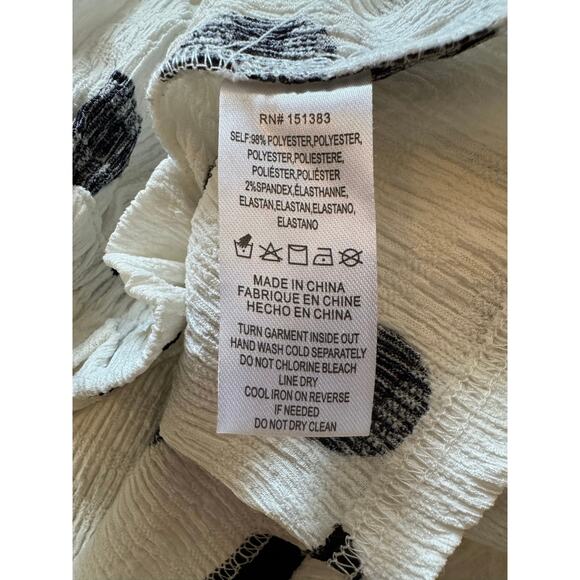 RN# 151383
SELF:98% POLYESTER,POLYESTER,
POLYESTER,POLIESTERE,
POLIÉSTER,POLIÉSTER
2%SPANDEX,ÉLASTHANNE,
ELASTAN,ELASTAN,ELASTANO,
ELASTANO
MADE IN CHINA
FABRIQUE EN CHINE
HECHO EN CHINA
TURN GARMENT INSIDE OUT
HAND WASH COLD SEPARATELY
DO NOT CHLORINE BLEACH
LINE DRY
COOL IRON ON REVERSE
IF NEEDED
DO NOT DRY CLEAN